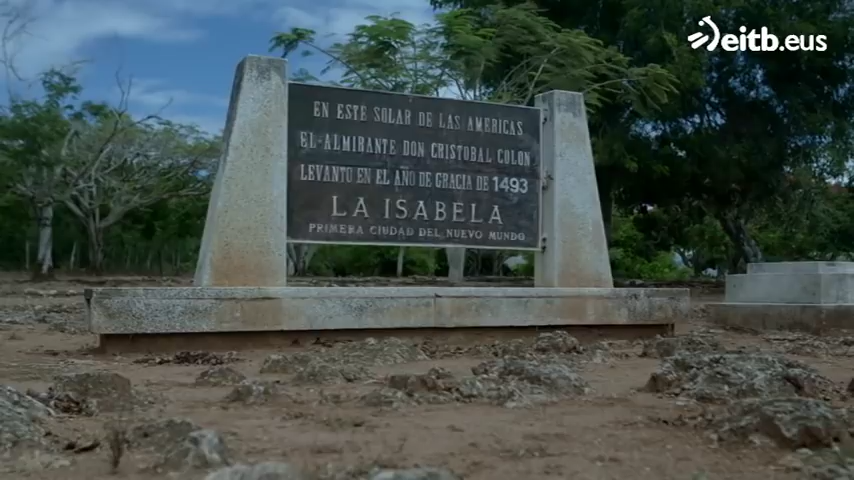 eitb.eus
EN ESTE SOLAR DE LAS AMERICAS
EL ALMIRANTE DON CRISTOBAL COLON
LEVANTO EN EL AÑO DE GRACIA DE 1493
LA ISABELA
PRIMERA CIUDAD DEL NUEVO MUNDO